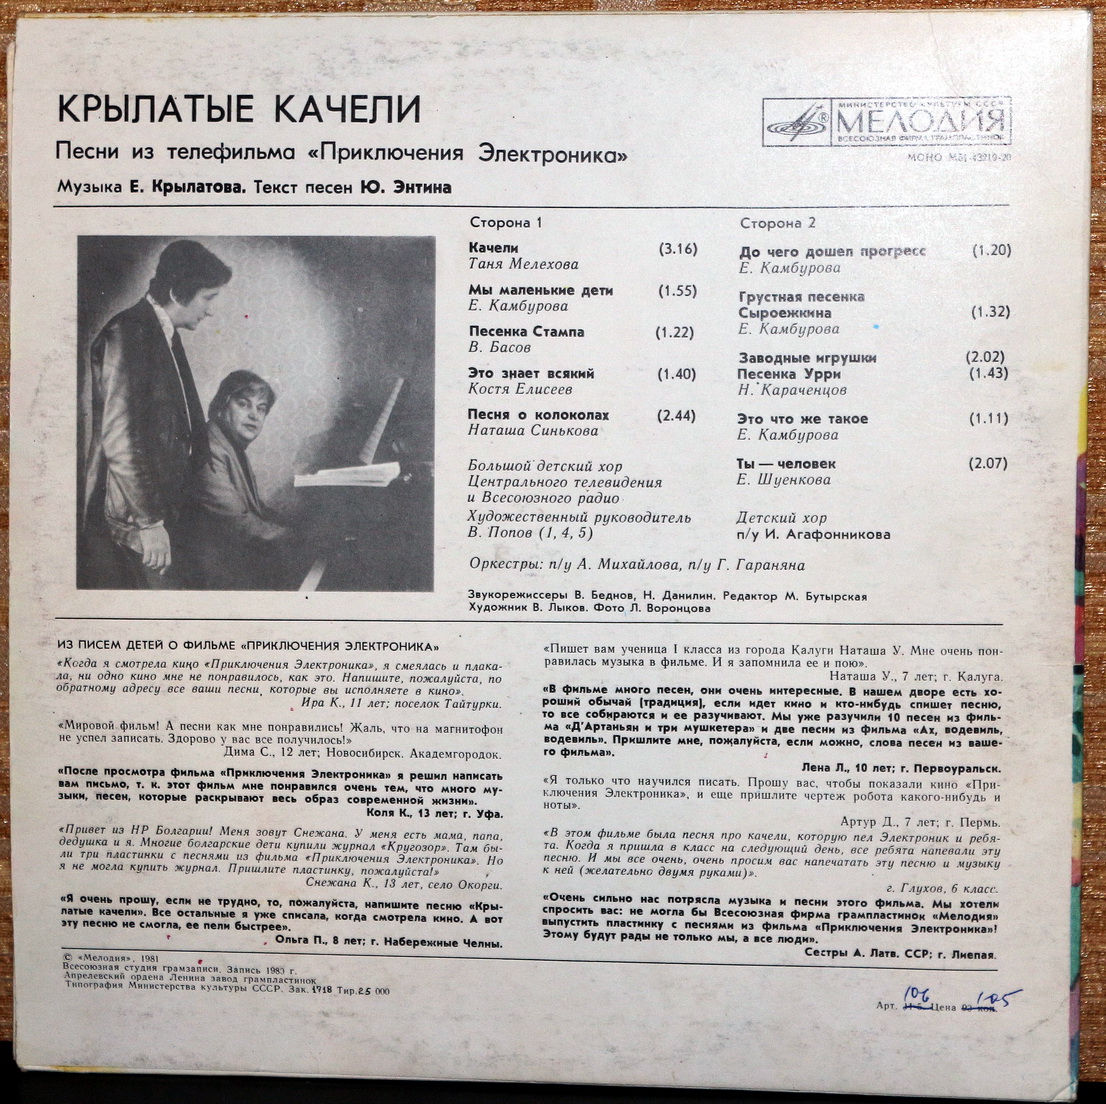 КРЫЛАТЫЕ КАЧЕЛИ
Песни из телефильма «Приключения Электроника»
Музыка Е. Крылатова. Текст песен Ю. Энтина
МИНИСТЕРСТВО КУЛЬТУРЫ СССР
МЕЛОДИЯ
ВСЕСОЮЗНАЯ ФИРМА ГРАМПЛАСТИНОК
МОНО М51-43219-20
Сторона 1
Качели (3.16)
Таня Мелехова
Мы маленькие дети (1.55)
Е. Камбурова
Песенка Стампа (1.22)
В. Басов
Это знает всякий (1.40)
Костя Елисеев
Песня о колоколах (2.44)
Наташа Синькова
Большой детский хор
Центрального телевидения
и Всесоюзного радио
Художественный руководитель
В. Попов (1, 4, 5)
Сторона 2
До чего дошел прогресс (1.20)
Е. Камбурова
Грустная песенка
Сыроежкина (1.32)
Е. Камбурова
Заводные игрушки (2.02)
Песенка Урри (1.43)
Н. Караченцов
Это что же такое (1.11)
Е. Камбурова
Ты — человек (2.07)
Е. Шуенкова
Детский хор
п/у И. Агафонникова
Оркестры: п/у А. Михайлова, п/у Г. Гараняна
Звукорежиссеры В. Беднов, Н. Данилин. Редактор М. Бутырская
Художник В. Лыков. Фото Л. Воронцова
ИЗ ПИСЕМ ДЕТЕЙ О ФИЛЬМЕ «ПРИКЛЮЧЕНИЯ ЭЛЕКТРОНИКА»
«Когда я смотрела кино «Приключения Электроника», я смеялась и плака-
ла, ни одно кино мне не понравилось, как это. Напишите, пожалуйста, по
обратному адресу все ваши песни, которые вы исполняете в кино».
Ира К., 11 лет; поселок Тайтурки.
«Мировой фильм! А песни как мне понравились! Жаль, что на магнитофон
не успел записать. Здорово у вас все получилось!»
Дима С., 12 лет; Новосибирск. Академгородок.
«После просмотра фильма «Приключения Электроника» я решил написать
вам письмо, т. к. этот фильм мне понравился очень тем, что много му-
зыки, песен, которые раскрывают весь образ современной жизни».
Коля К., 13 лет; г. Уфа.
«Привет из НР Болгарии! Меня зовут Снежана. У меня есть мама, папа,
дедушка и я. Многие болгарские дети купили журнал «Кругозор». Там бы-
ли три пластинки с песнями из фильма «Приключения Электроника». Но
я не могла купить журнал. Пришлите пластинку, пожалуйста!»
Снежана К., 13 лет, село Окорги.
«Я очень прошу, если не трудно, то, пожалуйста, напишите песню «Кры-
латые качели». Все остальные я уже списала, когда смотрела кино. А вот
эту песню не смогла, ее пели быстрее».
Ольга П., 8 лет; г. Набережные Челны.
«Пишет вам ученица I класса из города Калуги Наташа У. Мне очень пон-
равилась музыка в фильме. И я запомнила ее и пою».
Наташа У., 7 лет; г. Калуга.
«В фильме много песен, они очень интересные. В нашем дворе есть хо-
роший обычай (традиция), если идет кино и кто-нибудь спишет песню,
то все собираются и ее разучивают. Мы уже разучили 10 песен из филь-
ма «Д'Артаньян и три мушкетера» и две песни из фильма «Ах, водевиль,
водевиль». Пришлите мне, пожалуйста, если можно, слова песен из ваше-
го фильма».
Лена Л., 10 лет; г. Первоуральск.
«Я только что научился писать. Прошу вас, чтобы показали кино «При-
ключения Электроника», и еще пришлите чертеж робота какого-нибудь и
ноты».
Артур Д., 7 лет; г. Пермь.
«В этом фильме была песня про качели, которую пел Электроник и ребя-
та. Когда я пришла в класс на следующий день, все ребята напевали эту
песню. И мы все очень, очень просим вас напечатать эту песню и музыку
к ней (желательно двумя руками)».
г. Глухов, 6 класс.
«Очень сильно нас потрясла музыка и песни этого фильма. Мы хотели
спросить вас: не могла бы Всесоюзная фирма грампластинок «Мелодия»
выпустить пластинку с песнями из фильма «Приключения Электроника»!
Этому будут рады не только мы, а все люди».
Сестры А. Латв. ССР; г. Лиепая.
© «Мелодия», 1981
Всесоюзная студия грамзаписи. Запись 1980 г.
Апрелевский ордена Ленина завод грампластинок
Типография Министерства культуры СССР. Зак. 1718 Тир.25 000
106 1-05
Арт. 11-5. Цена коп.